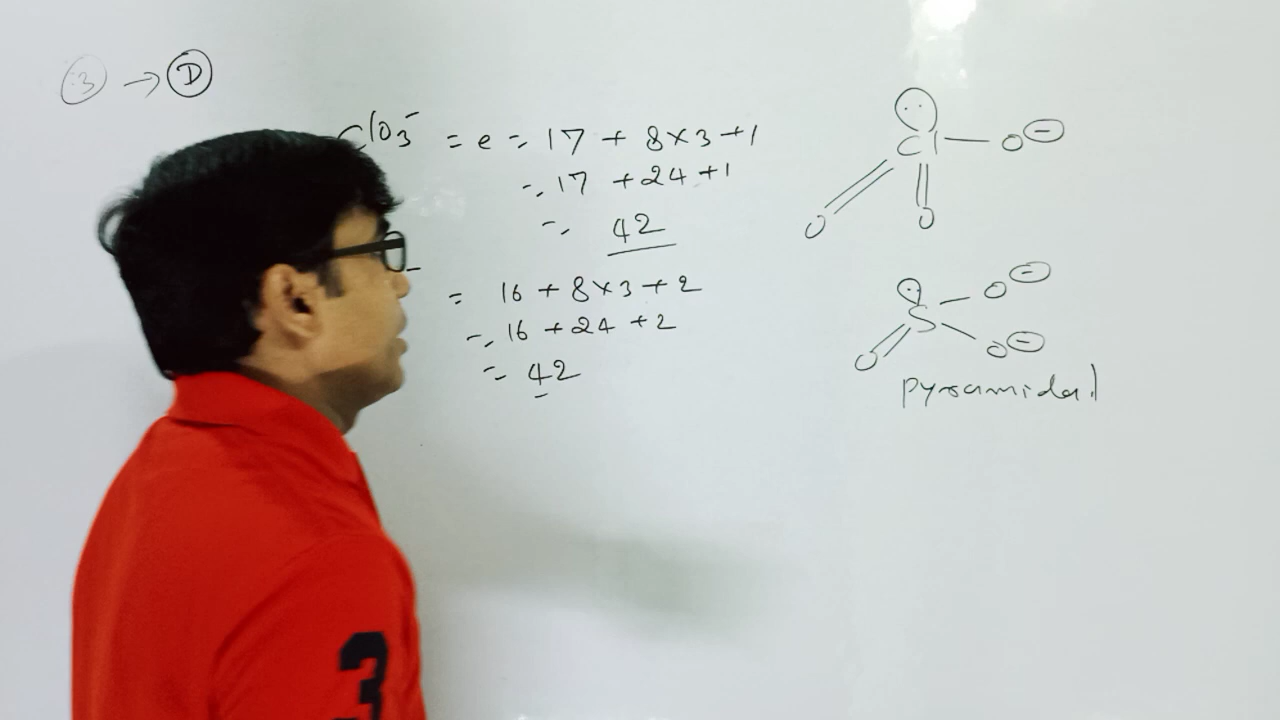 3 → D
ClO3⁻ = e = 17 + 8×3+1
= 17 +24+1
= 42
= 16 + 8×3+2
= 16 +24 +2
= 42
Cl — O ⊖
O O
S — O ⊖
O O ⊖
pyramidal
3